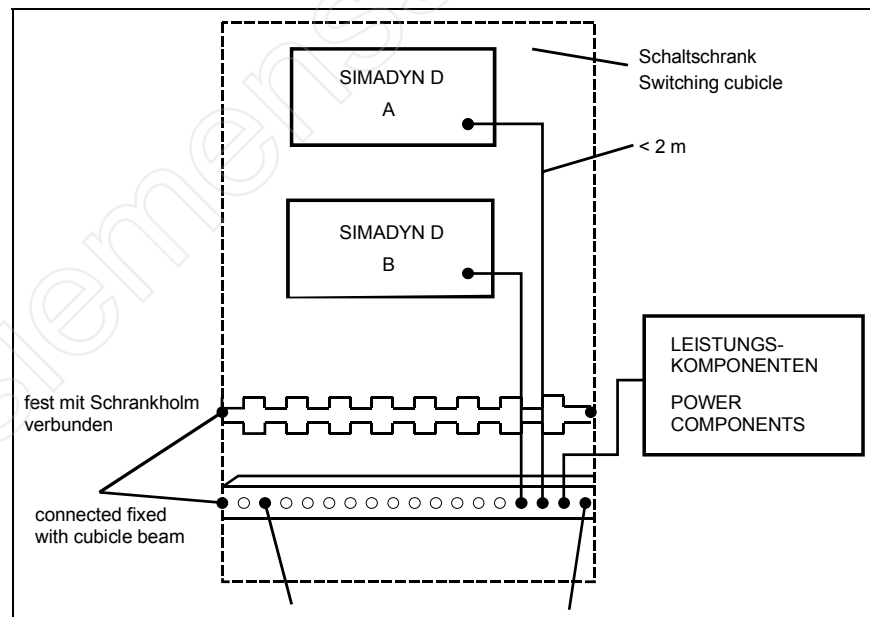 SIMADYN D
A
Schaltschrank
Switching cubicle
< 2 m
SIMADYN D
B
LEISTUNGS-
KOMPONENTEN
POWER
COMPONENTS
fest mit Schrankholm
verbunden
connected fixed
with cubicle beam